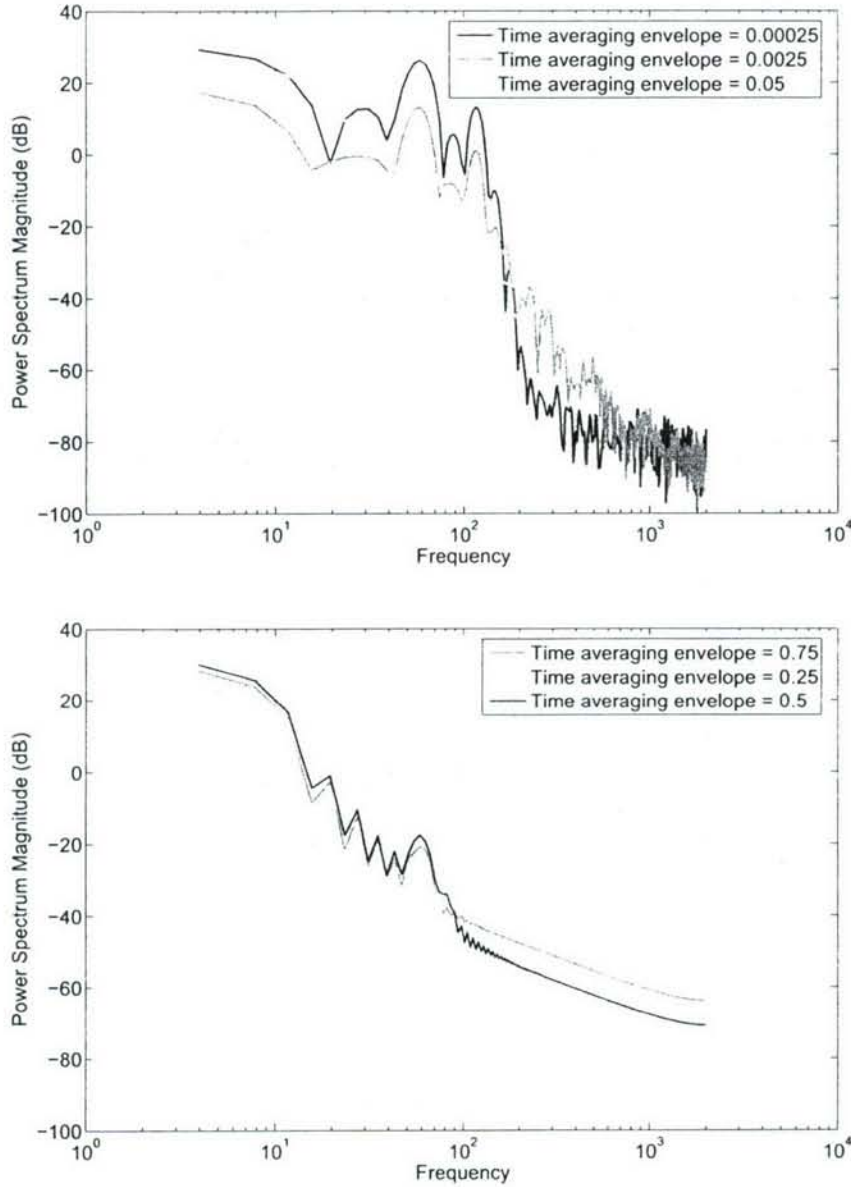 40
20
0
−20
−40
−60
−80
−100
Power Spectrum Magnitude (dB)
Time averaging envelope = 0.00025
Time averaging envelope = 0.0025
Time averaging envelope = 0.05
10^0
10^1
10^2
10^3
10^4
Frequency
40
20
0
−20
−40
−60
−80
−100
Power Spectrum Magnitude (dB)
Time averaging envelope = 0.75
Time averaging envelope = 0.25
Time averaging envelope = 0.5
10^0
10^1
10^2
10^3
10^4
Frequency